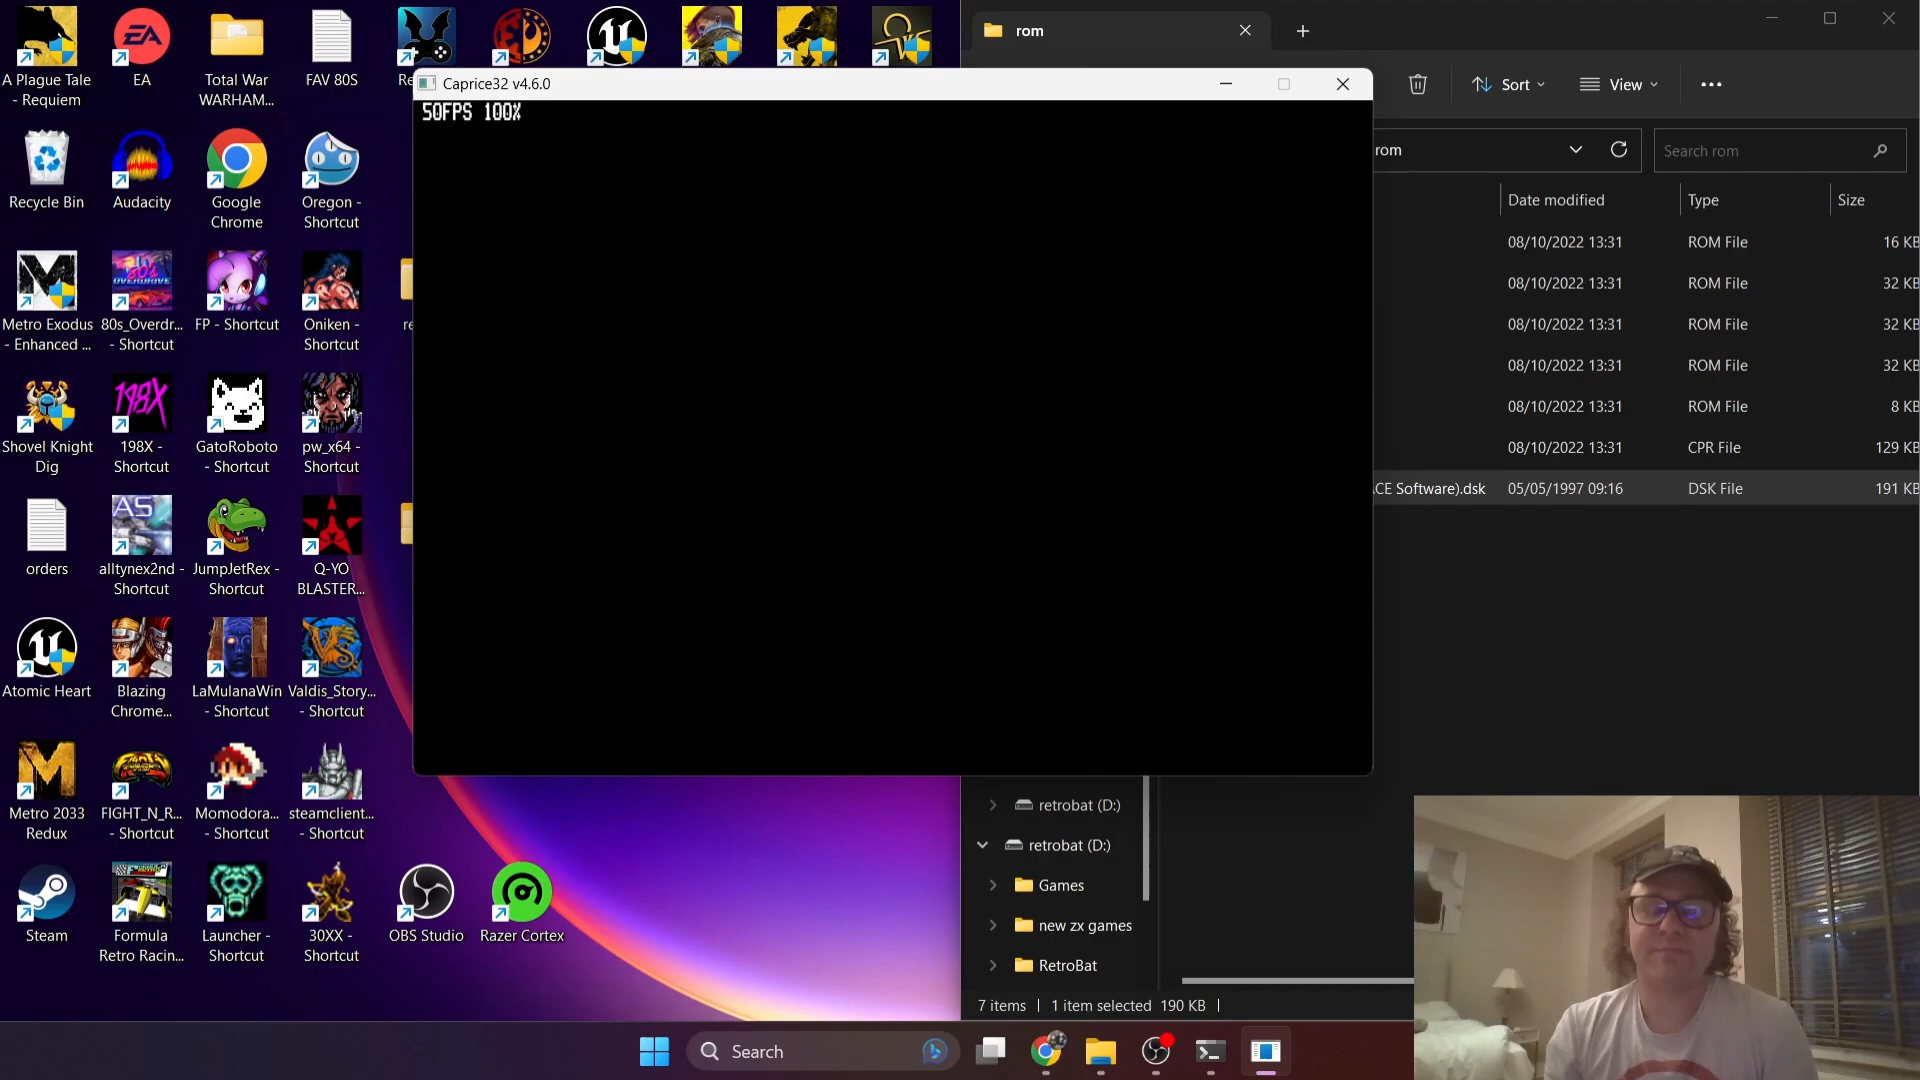 A Plague Tale
- Requiem
EA
EA
Total War
WARHAM...
FAV 80S
Recycle Bin
Audacity
Google
Chrome
Oregon -
Shortcut
Metro Exodus
- Enhanced ...
80s_Overdr...
- Shortcut
FP - Shortcut
Oniken -
Shortcut
Shovel Knight
Dig
198X
198X -
Shortcut
GatoRoboto
- Shortcut
pw_x64 -
Shortcut
orders
AS
alltynex2nd -
Shortcut
JumpJetRex -
Shortcut
Q-YO
BLASTER...
Atomic Heart
Blazing
Chrome...
LaMulanaWin
- Shortcut
Valdis_Story...
- Shortcut
Metro 2033
Redux
FIGHT_N_R...
- Shortcut
Momodora...
- Shortcut
steamclient...
- Shortcut
Steam
Formula
Retro Racin...
Launcher -
Shortcut
30XX -
Shortcut
OBS Studio
Razer Cortex
Caprice32 v4.6.0
50FPS 100%
rom
Sort
View
rom
Search rom
Date modified
Type
Size
08/10/2022 13:31
ROM File
16 KB
08/10/2022 13:31
ROM File
32 KB
08/10/2022 13:31
ROM File
32 KB
08/10/2022 13:31
ROM File
32 KB
08/10/2022 13:31
ROM File
8 KB
08/10/2022 13:31
CPR File
129 KB
CE Software).dsk
05/05/1997 09:16
DSK File
191 KB
retrobat (D:)
retrobat (D:)
Games
new zx games
RetroBat
7 items
1 item selected 190 KB
Search